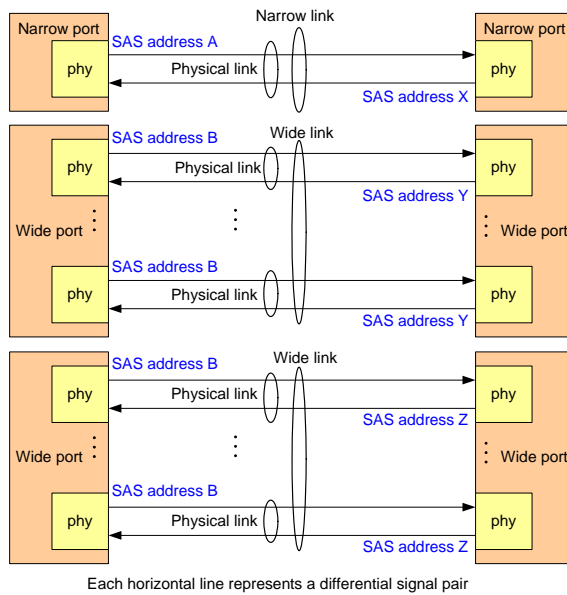 Narrow link
Narrow port
Narrow port
SAS address A
phy
Physical link
phy
SAS address X
SAS address B
Wide link
phy
Physical link
phy
SAS address Y
Wide port
Wide port
SAS address B
phy
Physical link
phy
SAS address Y
SAS address B
Wide link
phy
Physical link
phy
SAS address Z
Wide port
Wide port
SAS address B
phy
Physical link
phy
SAS address Z
Each horizontal line represents a differential signal pair